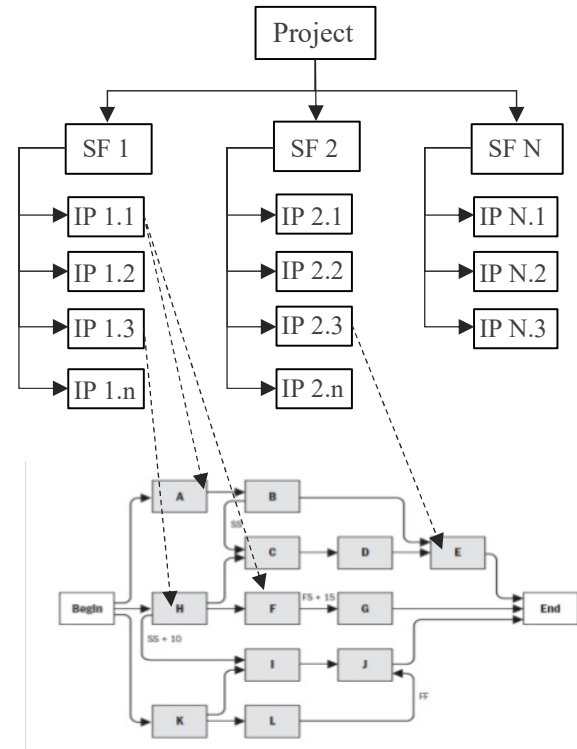 Project
SF 1 SF 2 SF N
IP 1.1 IP 2.1 IP N.1
IP 1.2 IP 2.2 IP N.2
IP 1.3 IP 2.3 IP N.3
IP 1.n IP 2.n
A B
SS
C D E
FS + 15
Begin H F G End
SS + 10
I J
FF
K L